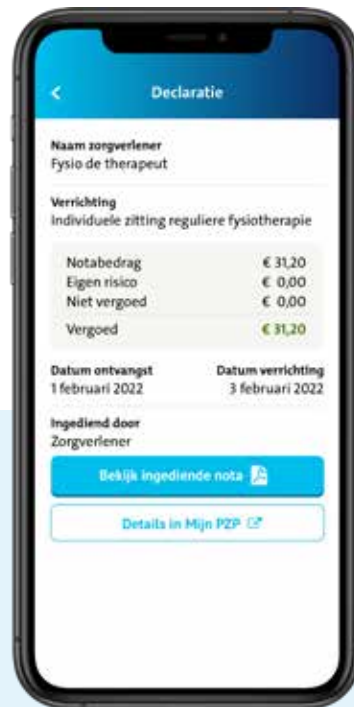 Declaratie
Naam zorgverlener
Fysio de therapeut
Verrichting
Individuele zitting reguliere fysiotherapie
Notabedrag € 31,20
Eigen risico € 0,00
Niet vergoed € 0,00
Vergoed € 31,20
Datum ontvangst Datum verrichting
1 februari 2022 3 februari 2022
Ingediend door
Zorgverlener
Bekijk ingediende nota
Details in Mijn PZP